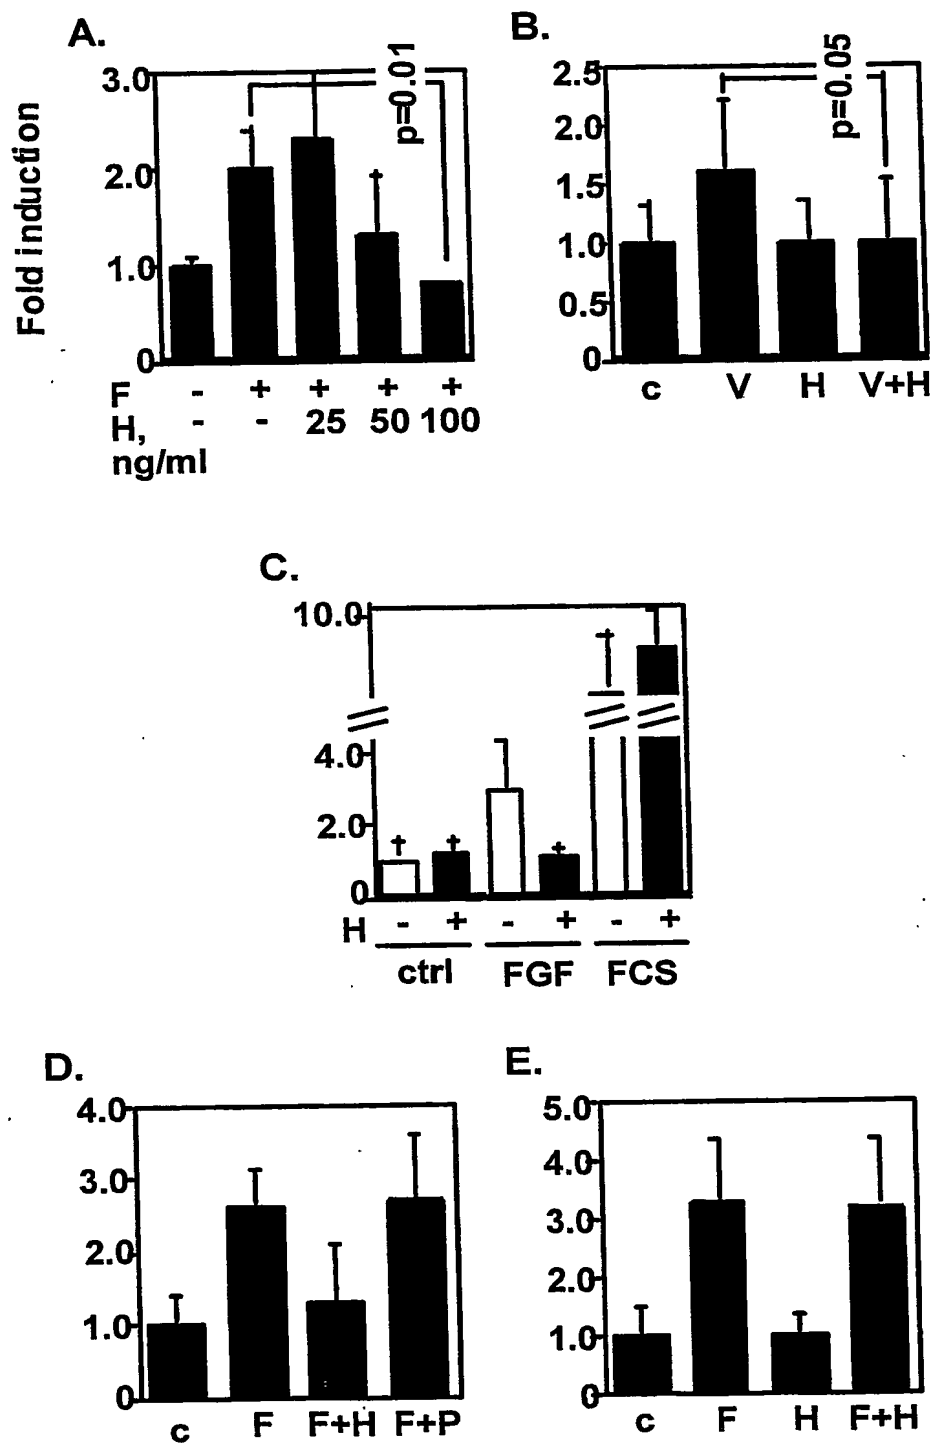 A.
Fold induction
3.0
2.0
1.0
0
p=0.01
F - + + + +
H, - - 25 50 100
ng/ml
B.
2.5
2.0
1.5
1.0
0.5
0
p=0.05
c V H V+H
C.
10.0
4.0
2.0
0
H - + - + - +
ctrl FGF FCS
D.
4.0
3.0
2.0
1.0
0
c F F+H F+P
E.
5.0
4.0
3.0
2.0
1.0
0
c F H F+H